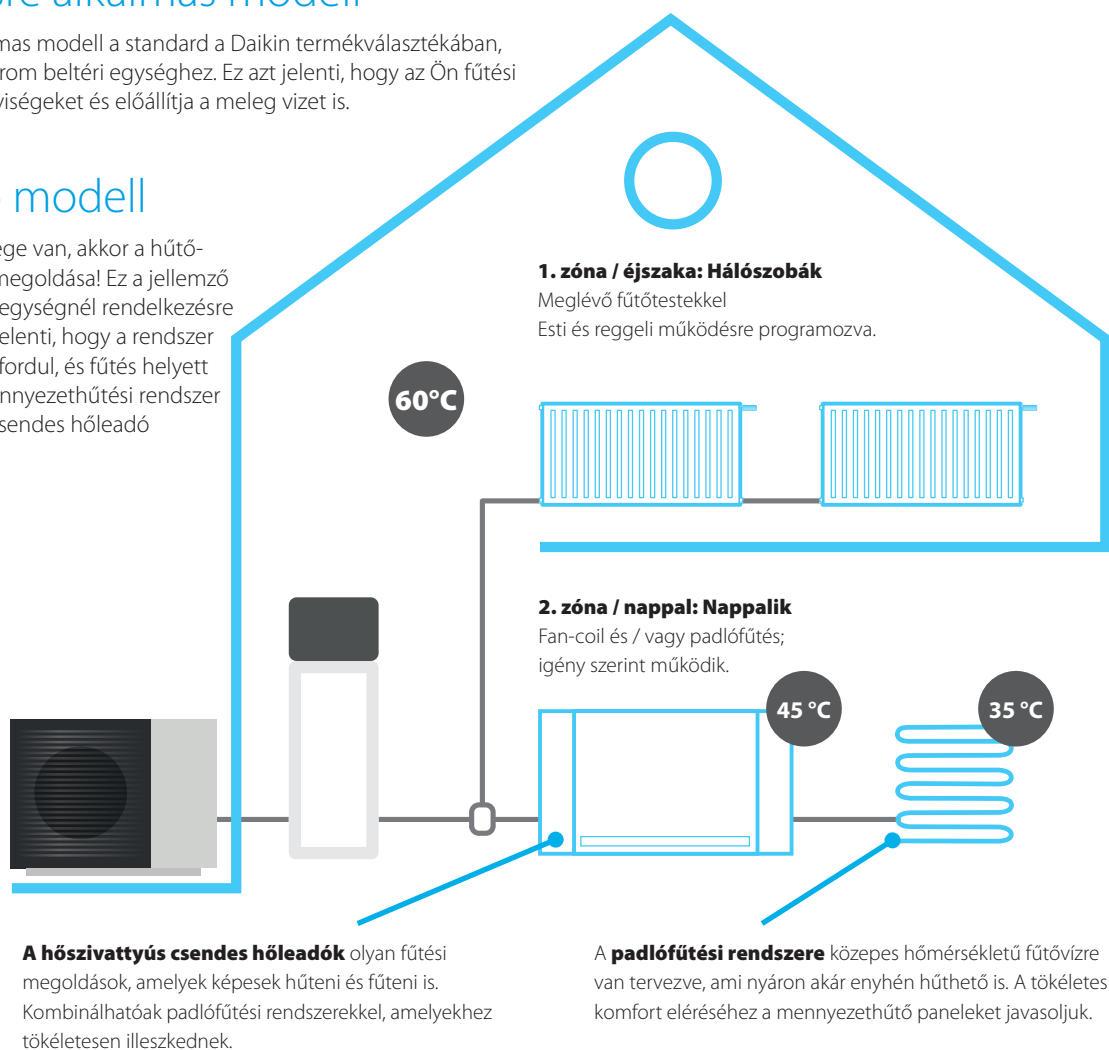 alkalmas modell
mas modell a standard a Daikin termékválasztékában,
rom beltéri egységhez. Ez azt jelenti, hogy az Ön fűtési
yiségeket és előállítja a meleg vizet is.
modell
ge van, akkor a hűtő-
megoldása! Ez a jellemző
egységnél rendelkezésre
elenti, hogy a rendszer
fordul, és fűtés helyett
nnyezethűtési rendszer
sendes hőleadó
1. zóna / éjszaka: Hálószobák
Meglévő fűtőtestekkel
Esti és reggeli működésre programozva.
60°C
2. zóna / nappal: Nappalik
Fan-coil és / vagy padlófűtés;
igény szerint működik.
45 °C
35 °C
A hőszivattyús csendes hőleadók olyan fűtési
megoldások, amelyek képesek hűteni és fűteni is.
Kombinálhatóak padlófűtési rendszerekkel, amelyekhez
tökéletesen illeszkednek.
A padlófűtési rendszere közepes hőmérsékletű fűtővízre
van tervezve, ami nyáron akár enyhén hűthető is. A tökéletes
komfort eléréséhez a mennyezethűtő paneleket javasoljuk.